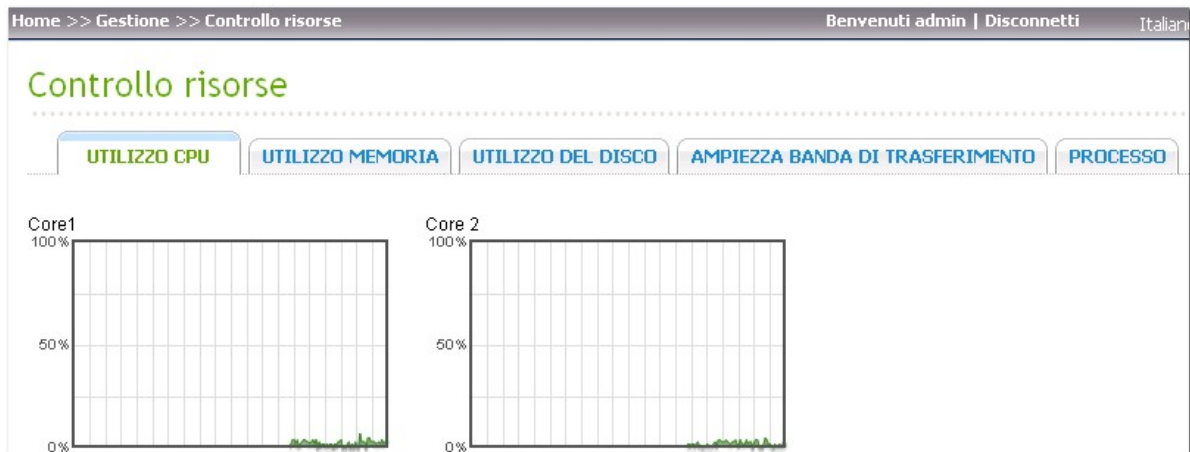 Home >> Gestione >> Controllo risorse Benvenuti admin | Disconnetti Italian
Controllo risorse
UTILIZZO CPU UTILIZZO MEMORIA UTILIZZO DEL DISCO AMPIEZZA BANDA DI TRASFERIMENTO PROCESSO
Core1 Core 2
100% 100%
50% 50%
0% 0%